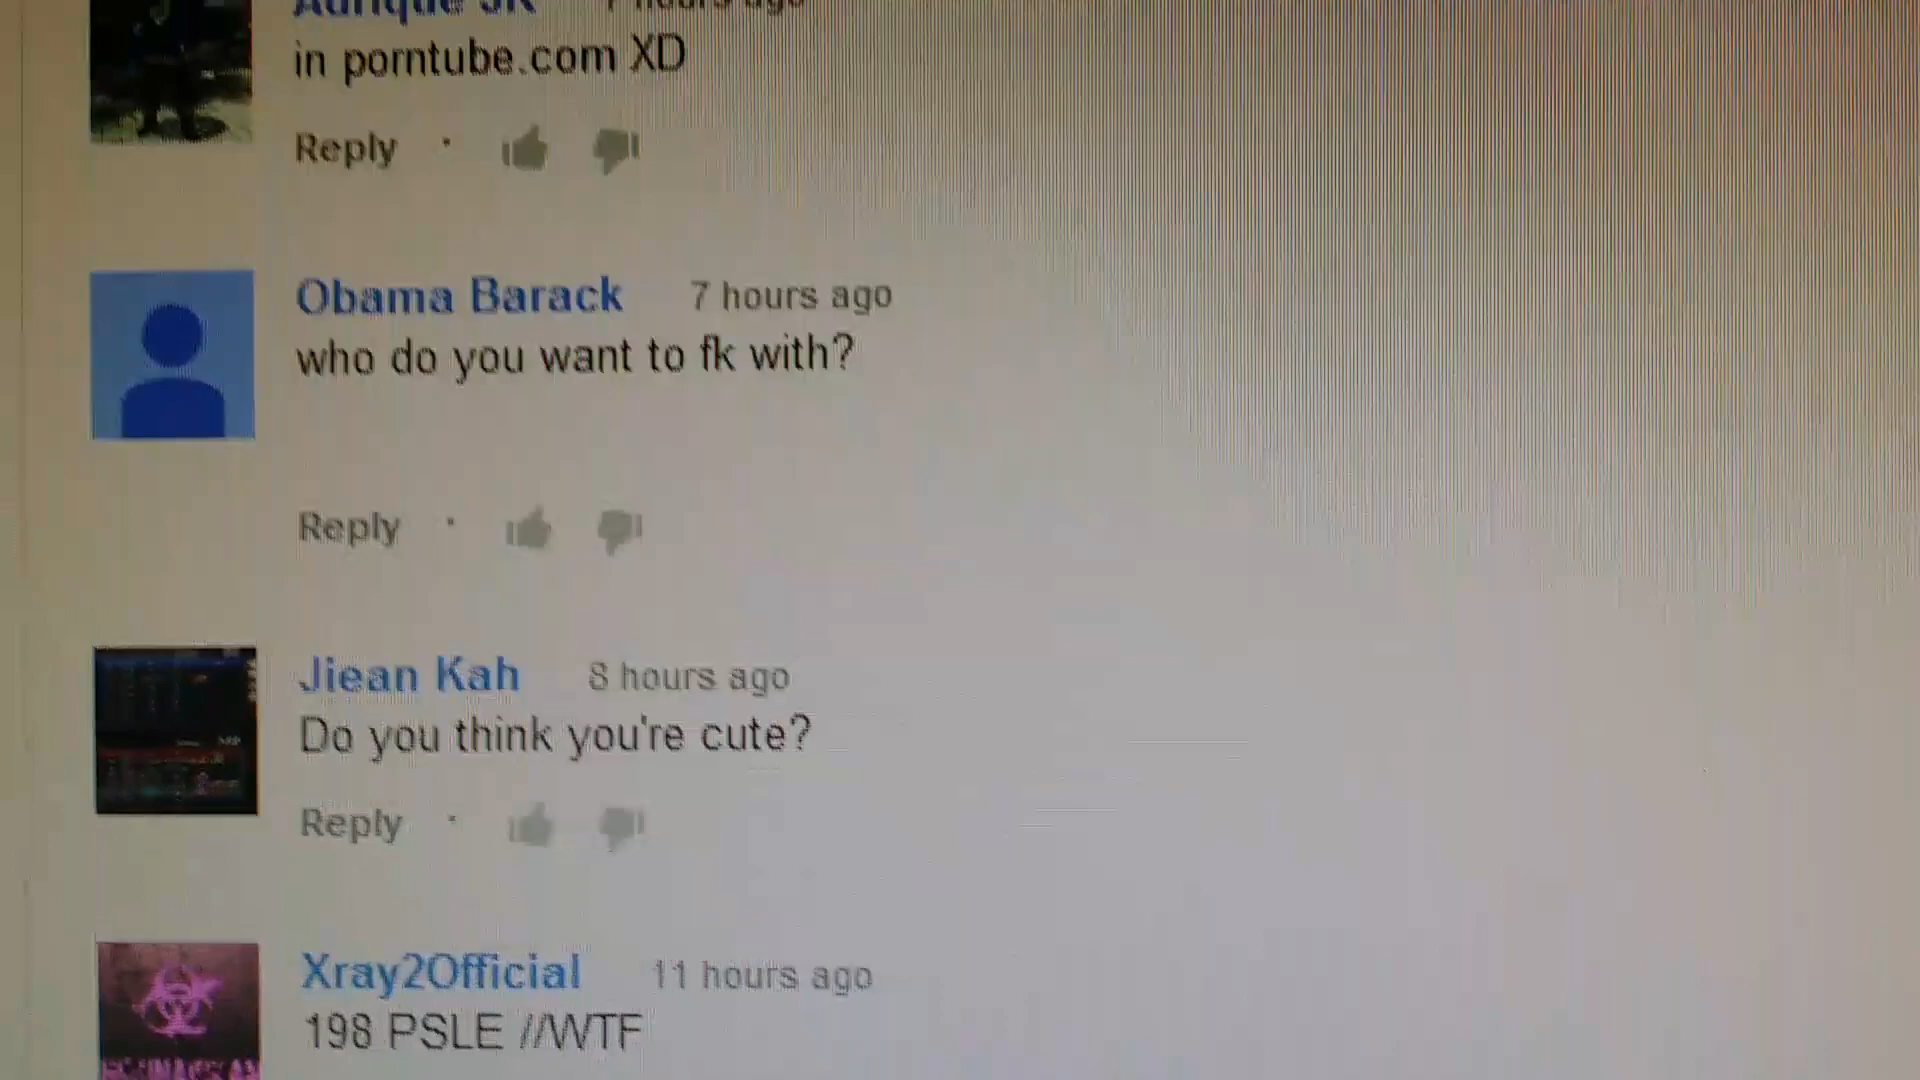 in porntube.com XD
Reply ·
Obama Barack 7 hours ago
who do you want to fk with?
Reply ·
Jiean Kah 8 hours ago
Do you think you're cute?
Reply ·
Xray2Official 11 hours ago
198 PSLE //WTF